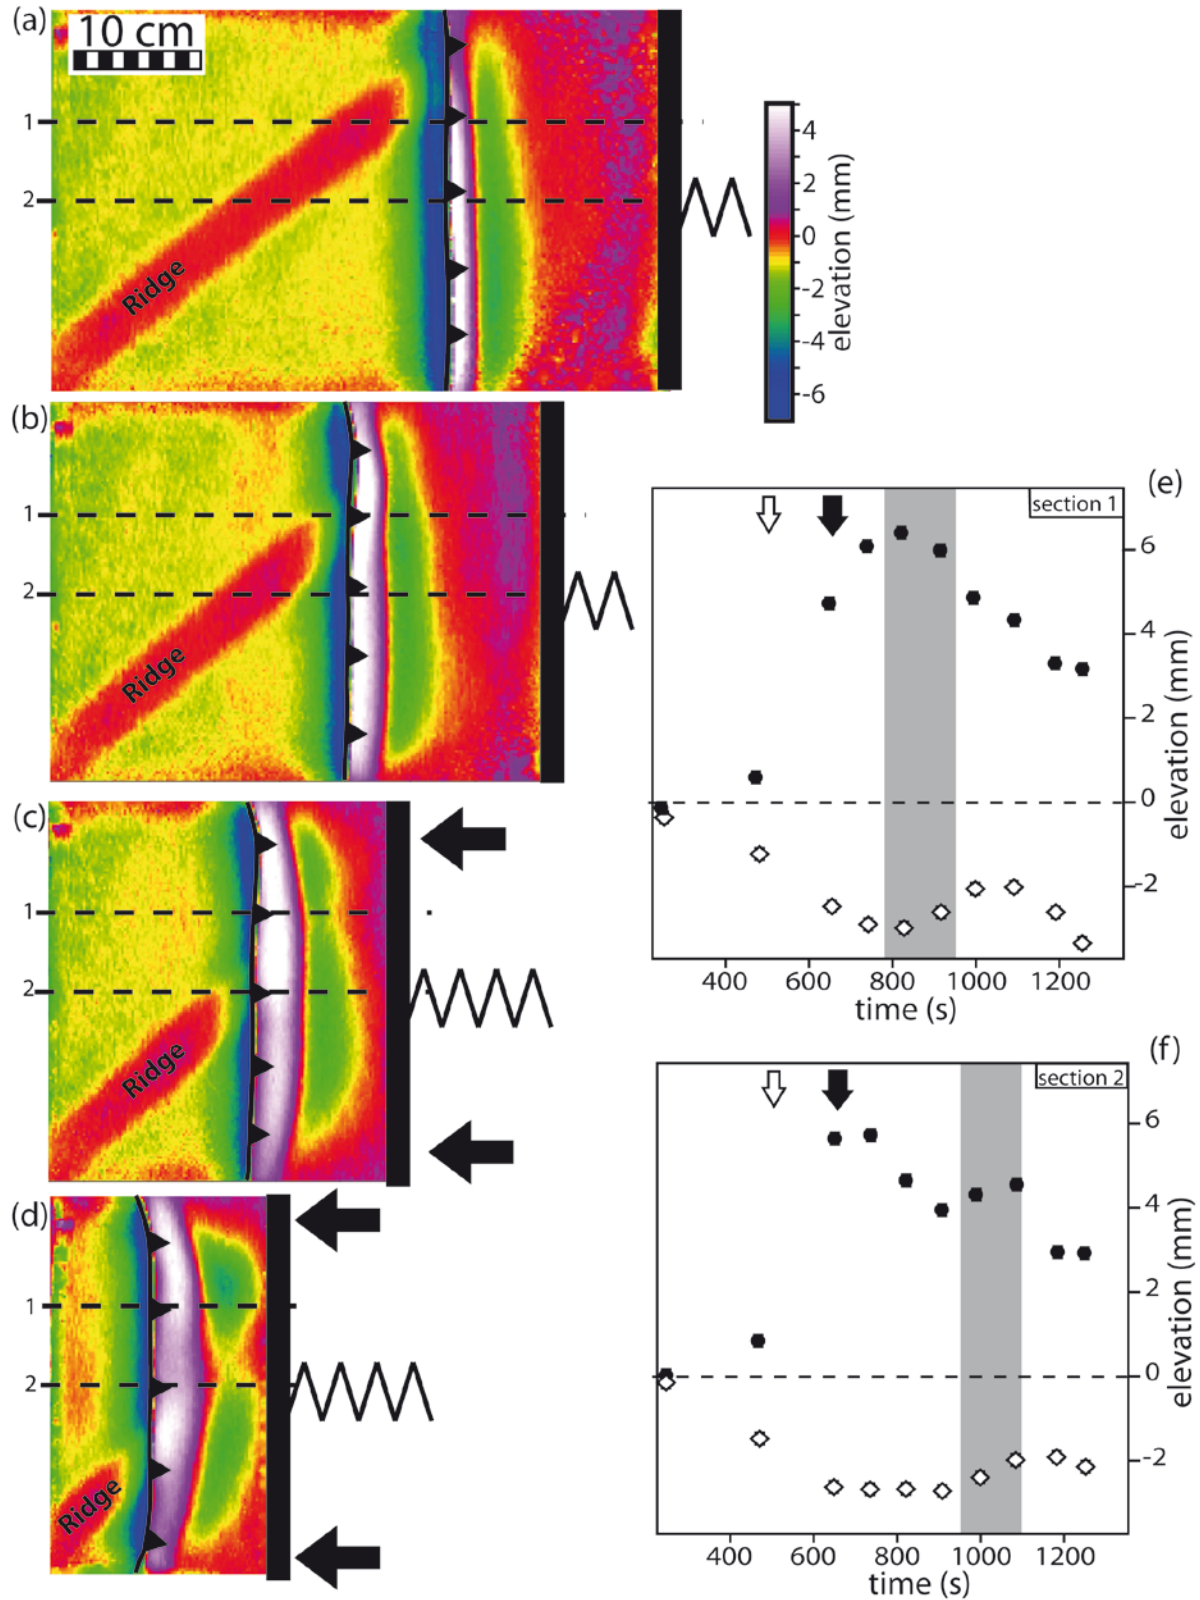 (a)
10 cm
1
2
Ridge
4
2
0
-2
-4
-6
elevation (mm)
(b)
1
2
Ridge
(c)
1
2
Ridge
(d)
1
2
Ridge
(e)
section 1
6
4
2
0
-2
elevation (mm)
400 600 800 1000 1200
time (s)
(f)
section 2
6
4
2
0
-2
elevation (mm)
400 600 800 1000 1200
time (s)